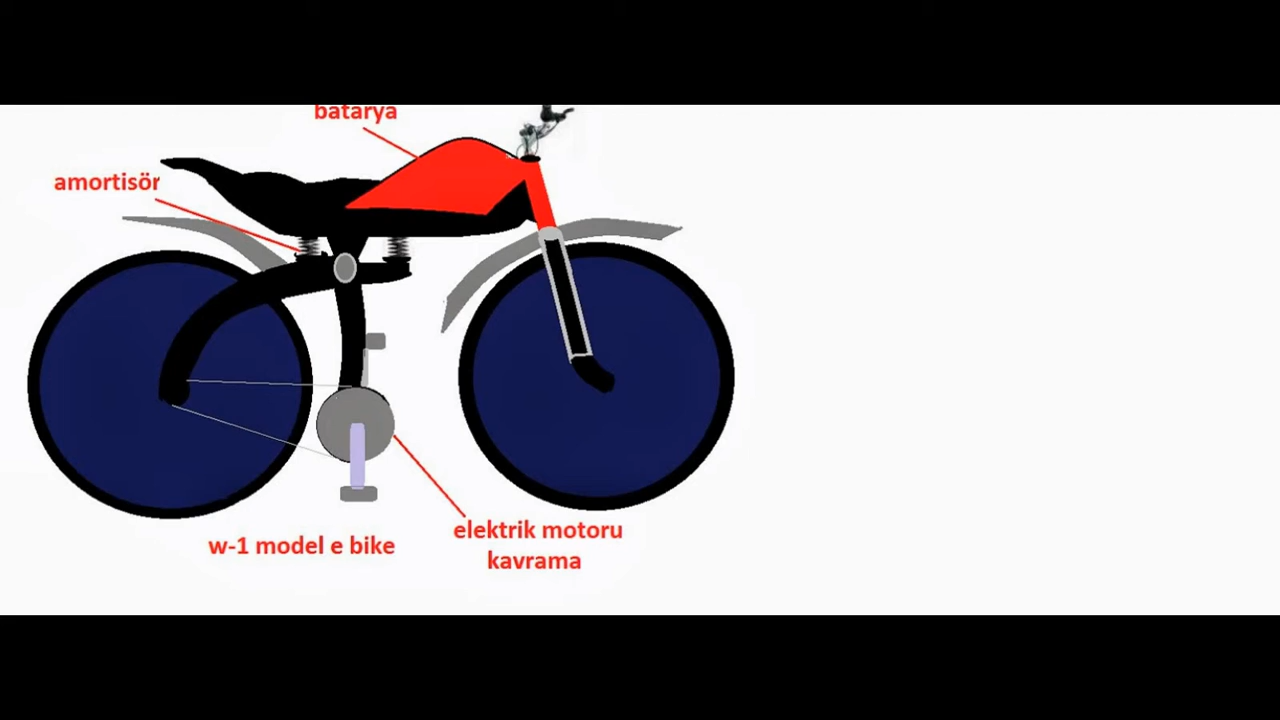 batarya
amortisör
elektrik motoru
kavrama
w-1 model e bike